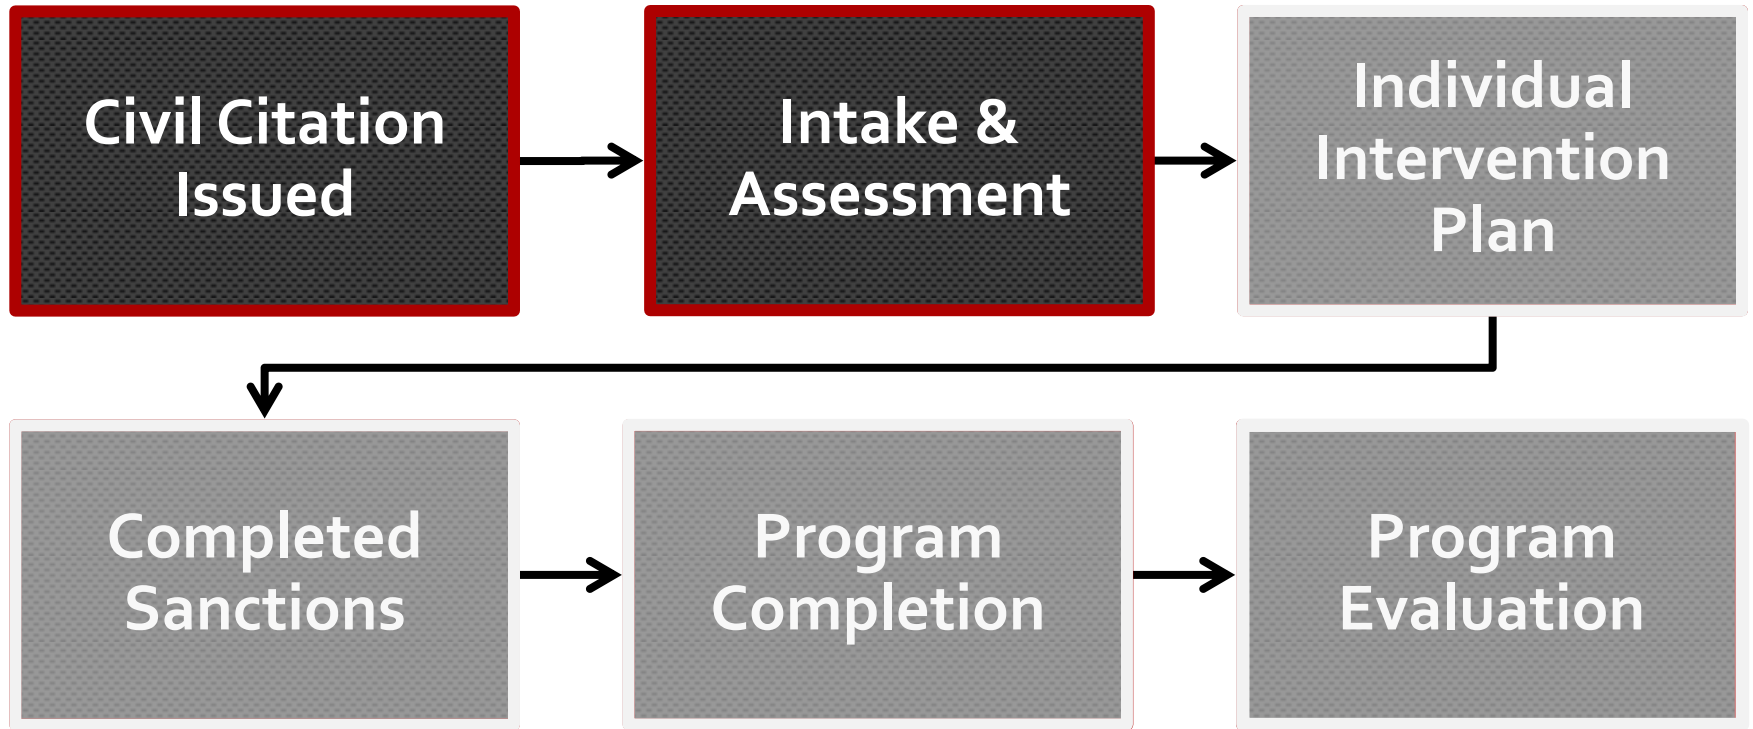 Civil Citation
Issued
Intake &
Assessment
Individual
Intervention
Plan
Completed
Sanctions
Program
Completion
Program
Evaluation